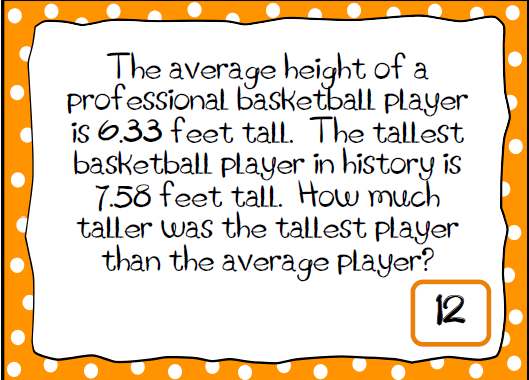 The average height of a
professional basketball player
is 6.33 feet tall.  The tallest
basketball player in history is
7.58 feet tall.  How much
taller was the tallest player
than the average player?
12